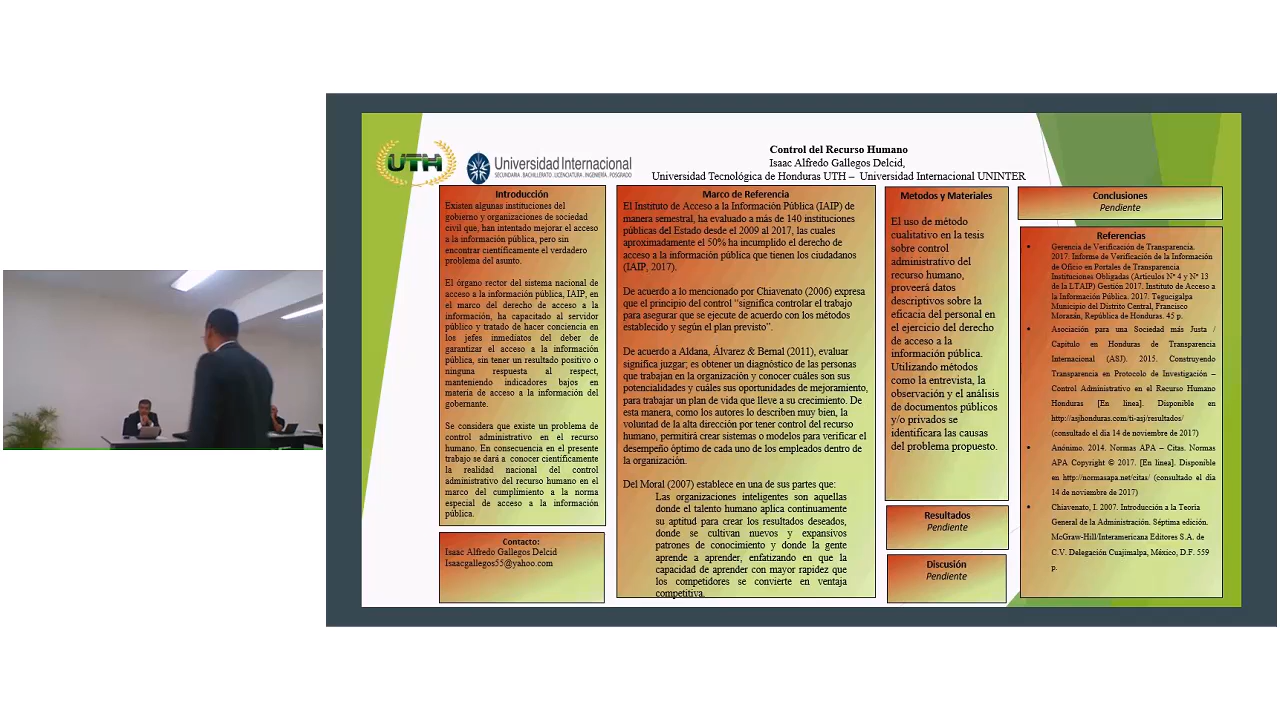 UTH
Universidad Internacional
SECUNDARIA, BACHILLERATO, LICENCIATURA, INGENIERÍA, POSGRADO
Control del Recurso Humano
Isaac Alfredo Gallegos Delcid,
Universidad Tecnológica de Honduras UTH – Universidad Internacional UNINTER
Introducción
Existen algunas instituciones del
gobierno y organizaciones de sociedad
civil que, han intentado mejorar el acceso
a la información pública, pero sin
encontrar científicamente el verdadero
problema del asunto.
El órgano rector del sistema nacional de
acceso a la información pública, IAIP, en
el marco del derecho de acceso a la
información, ha capacitado al servidor
público y tratado de hacer conciencia en
los jefes inmediatos del deber de
garantizar el acceso a la información
pública, sin tener un resultado positivo o
ninguna respuesta al respect,
manteniendo indicadores bajos en
materia de acceso a la información del
gobernante.
Se considera que existe un problema de
control administrativo en el recurso
humano. En consecuencia en el presente
trabajo se dará a conocer científicamente
la realidad nacional del control
administrativo del recurso humano en el
marco del cumplimiento a la norma
especial de acceso a la información
pública.
Contacto:
Isaac Alfredo Gallegos Delcid
Isaacgallegos55@yahoo.com
Marco de Referencia
El Instituto de Acceso a la Información Pública (IAIP) de
manera semestral, ha evaluado a más de 140 instituciones
públicas del Estado desde el 2009 al 2017, las cuales
aproximadamente el 50% ha incumplido el derecho de
acceso a la información pública que tienen los ciudadanos
(IAIP, 2017).
De acuerdo a lo mencionado por Chiavenato (2006) expresa
que el principio del control "significa controlar el trabajo
para asegurar que se ejecute de acuerdo con los métodos
establecido y según el plan previsto".
De acuerdo a Aldana, Álvarez & Bernal (2011), evaluar
significa juzgar; es obtener un diagnóstico de las personas
que trabajan en la organización y conocer cuáles son sus
potencialidades y cuáles sus oportunidades de mejoramiento,
para trabajar un plan de vida que lleve a su crecimiento. De
esta manera, como los autores lo describen muy bien, la
voluntad de la alta dirección por tener control del recurso
humano, permitirá crear sistemas o modelos para verificar el
desempeño óptimo de cada uno de los empleados dentro de
la organización.
Del Moral (2007) establece en una de sus partes que:
Las organizaciones inteligentes son aquellas
donde el talento humano aplica continuamente
su aptitud para crear los resultados deseados,
donde se cultivan nuevos y expansivos
patrones de conocimiento y donde la gente
aprende a aprender, enfatizando en que la
capacidad de aprender con mayor rapidez que
los competidores se convierte en ventaja
competitiva.
Metodos y Materiales
El uso de método
cualitativo en la tesis
sobre control
administrativo del
recurso humano,
proveerá datos
descriptivos sobre la
eficacia del personal en
el ejercicio del derecho
de acceso a la
información pública.
Utilizando métodos
como la entrevista, la
observación y el análisis
de documentos públicos
y/o privados se
identificara las causas
del problema propuesto.
Resultados
Pendiente
Discusión
Pendiente
Conclusiones
Pendiente
Referencias
• Gerencia de Verificación de Transparencia.
2017. Informe de Verificación de la Información
de Oficio en Portales de Transparencia
Instituciones Obligadas (Artículos Nº 4 y Nº 13
de la LTAIP) Gestión 2017. Instituto de Acceso a
la Información Pública. 2017. Tegucigalpa
Municipio del Distrito Central, Francisco
Morazán, República de Honduras. 45 p.
• Asociación para una Sociedad más Justa /
Capítulo en Honduras de Transparencia
Internacional (ASJ). 2015. Construyendo
Transparencia en Protocolo de Investigación –
Control Administrativo en el Recurso Humano
Honduras [En línea]. Disponible en
http://asjhonduras.com/ti-asj/resultados/
(consultado el día 14 de noviembre de 2017)
• Anónimo. 2014. Normas APA – Citas. Normas
APA Copyright © 2017. [En línea]. Disponible
en http://normasapa.net/citas/ (consultado el día
14 de noviembre de 2017)
• Chiavenato, I. 2007. Introducción a la Teoría
General de la Administración. Séptima edición.
McGraw-Hill/Interamericana Editores S.A. de
C.V. Delegación Cuajimalpa, México, D.F. 559
p.